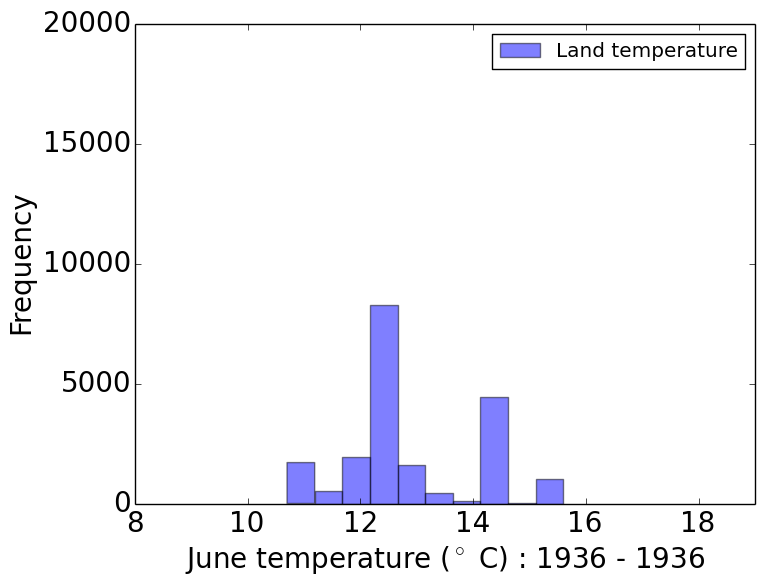 20000
15000
10000
5000
0
Frequency
Land temperature
8 10 12 14 16 18
June temperature (° C) : 1936 - 1936